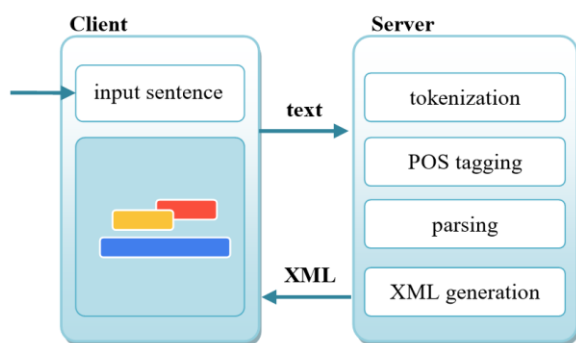 Client
Server
input sentence
text
tokenization
POS tagging
parsing
XML
XML generation